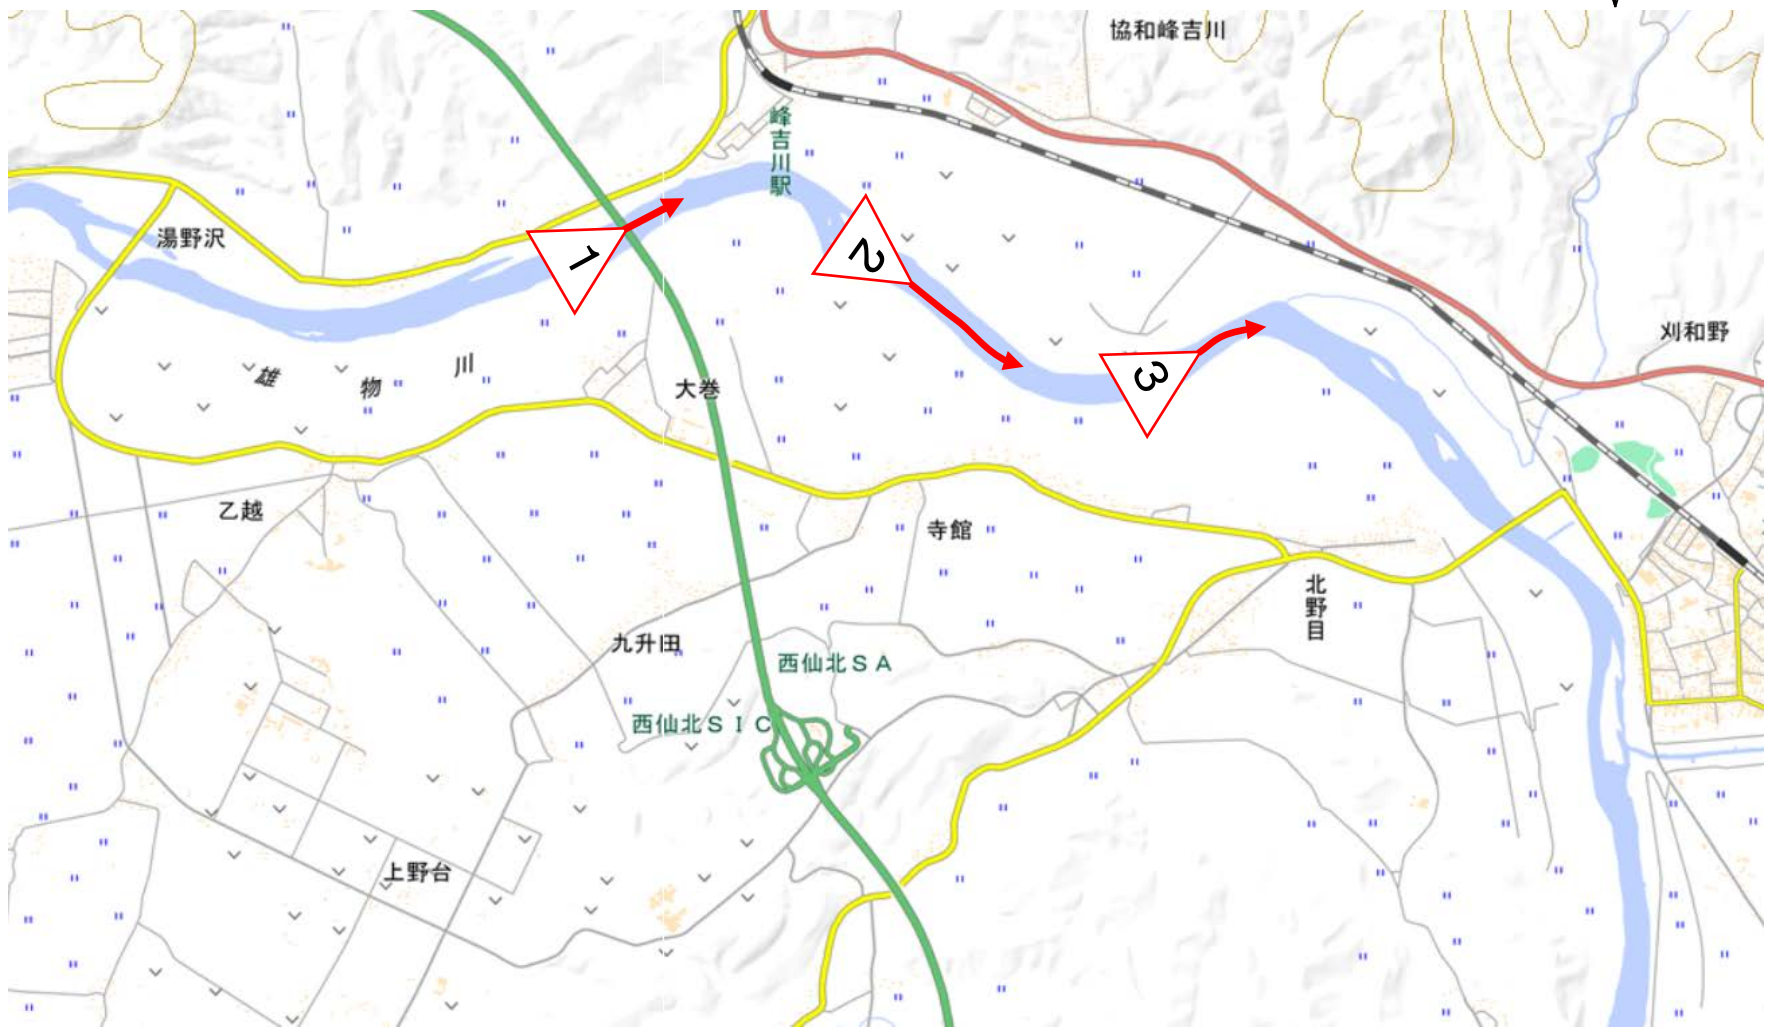 協和峰吉川
峰吉川駅
1
湯野沢
2
刈和野
3
雄物川
大巻
乙越
寺館
北野目
九升田
西仙北SA
西仙北SIC
上野台